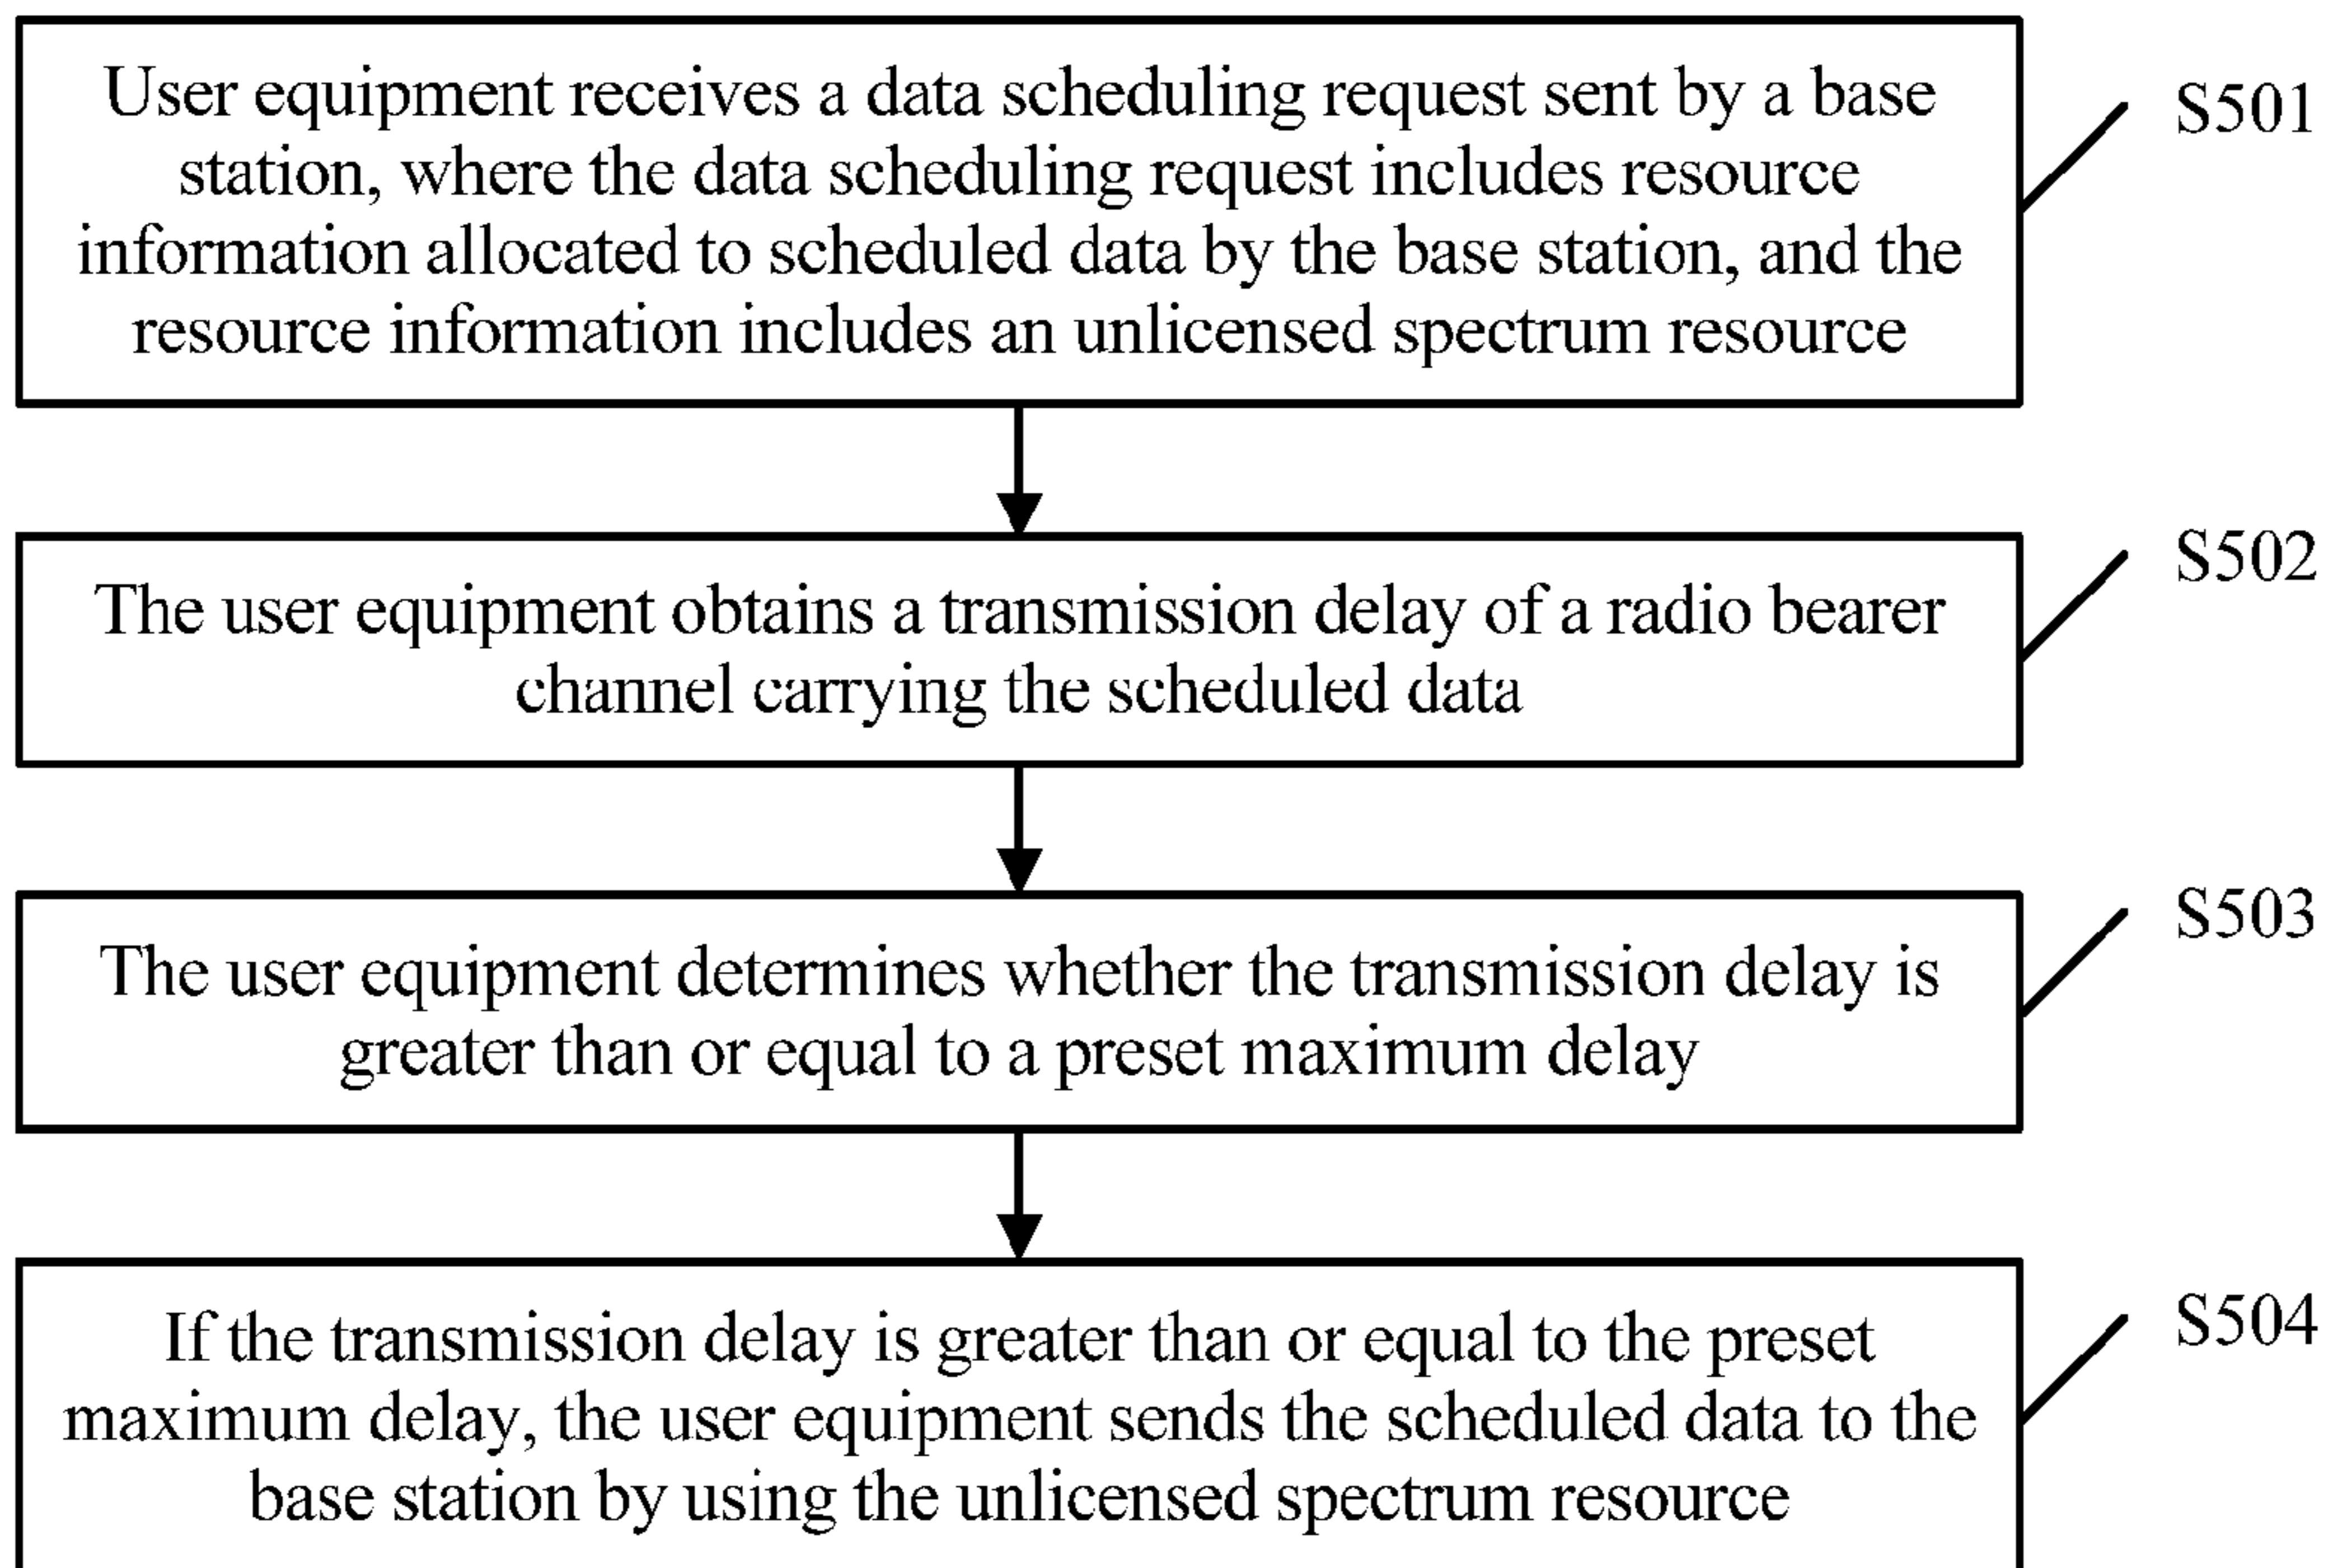 User equipment receives a data scheduling request sent by a base
station, where the data scheduling request includes resource
information allocated to scheduled data by the base station, and the
resource information includes an unlicensed spectrum resource
S501
The user equipment obtains a transmission delay of a radio bearer
channel carrying the scheduled data
S502
The user equipment determines whether the transmission delay is
greater than or equal to a preset maximum delay
S503
If the transmission delay is greater than or equal to the preset
maximum delay, the user equipment sends the scheduled data to the
base station by using the unlicensed spectrum resource
S504